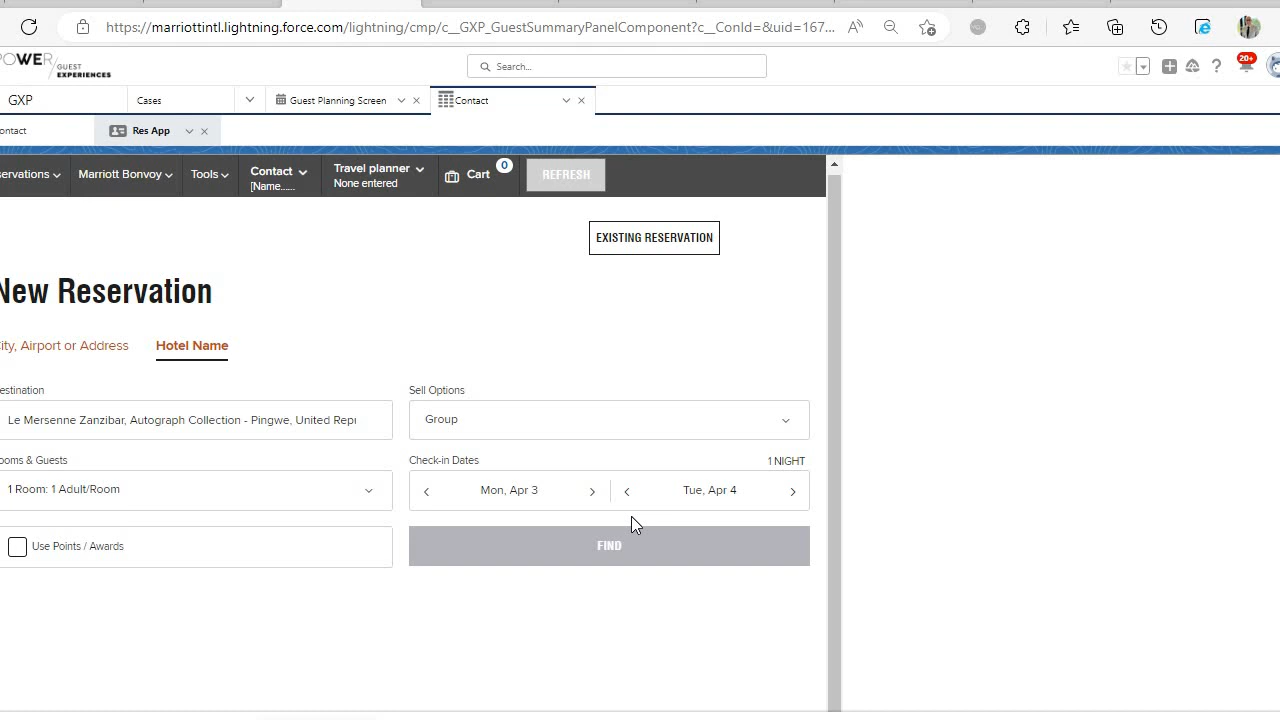 https://marriottintl.lightning.force.com/lightning/cmp/c__GXP_GuestSummaryPanelComponent?c__ConId=&uid=167...
POWER/GUEST EXPERIENCES
Search...
20+
GXP
Cases
Guest Planning Screen
Contact
ontact
Res App
servations
Marriott Bonvoy
Tools
Contact
[Name......
Travel planner
None entered
Cart
0
REFRESH
EXISTING RESERVATION
New Reservation
ity, Airport or Address
Hotel Name
estination
Sell Options
Le Mersenne Zanzibar, Autograph Collection - Pingwe, United Repu
Group
ooms & Guests
Check-in Dates
1 NIGHT
1 Room: 1 Adult/Room
Mon, Apr 3
Tue, Apr 4
Use Points / Awards
FIND